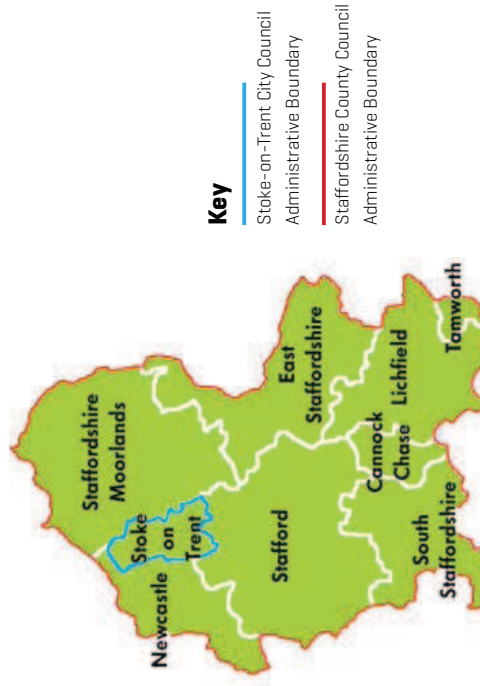 Staffordshire
Moorlands
Newcastle
Stoke
on
Trent
East
Staffordshire
Stafford
Cannock
Chase
Lichfield
Tamworth
South
Staffordshire
Key
Stoke-on-Trent City Council
Administrative Boundary
Staffordshire County Council
Administrative Boundary